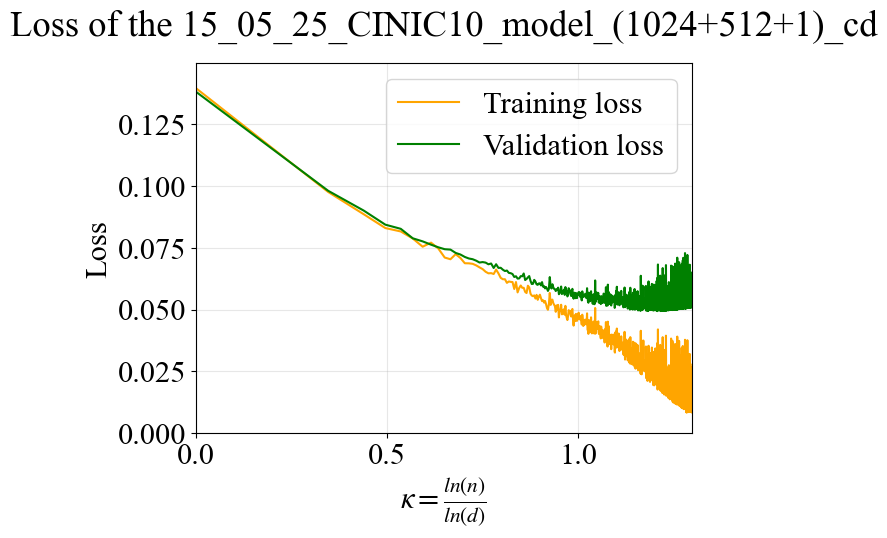 Loss of the 15_05_25_CINIC10_model_(1024+512+1)_cd
Training loss
Validation loss
0.125
0.100
0.075
0.050
0.025
0.000
Loss
0.0 0.5 1.0
κ = ln(n)/ln(d)